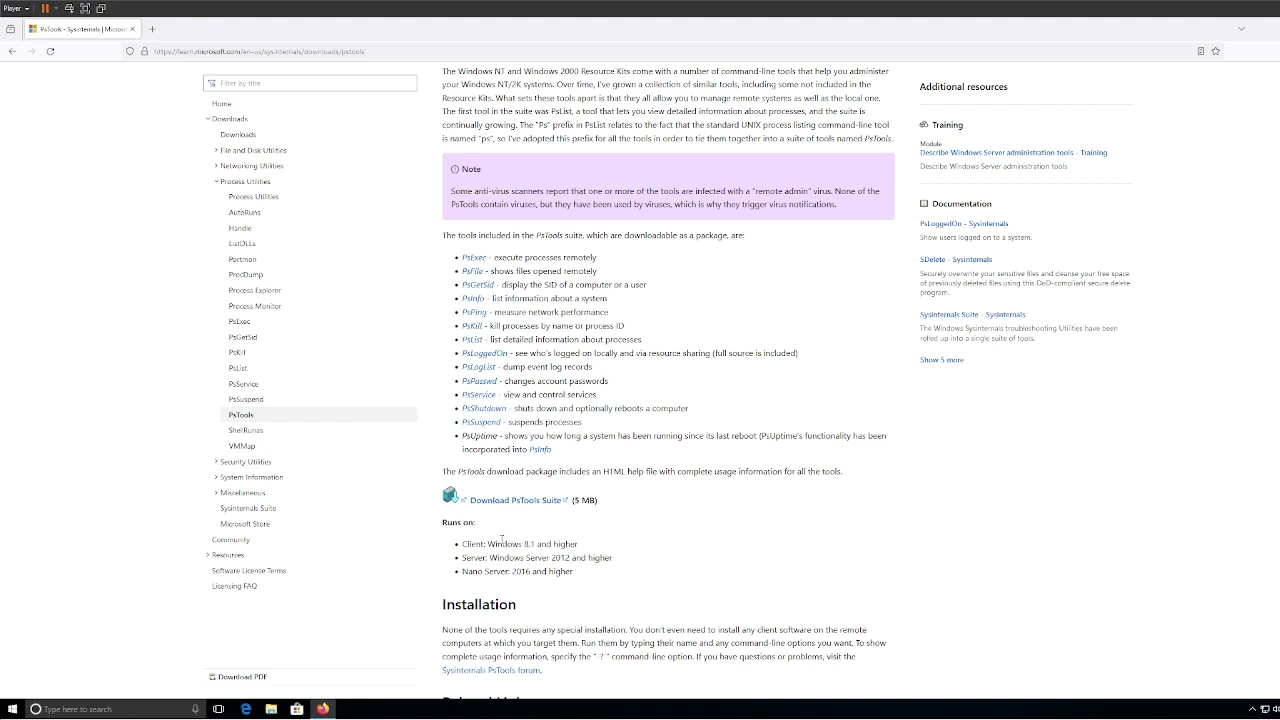 Player
PsTools - Sysinternals | Micros
https://learn.microsoft.com/en-us/sysinternals/downloads/pstools
Filter by title
Home
Downloads
Downloads
File and Disk Utilities
Networking Utilities
Process Utilities
Process Utilities
AutoRuns
Handle
ListDLLs
Portmon
ProcDump
Process Explorer
Process Monitor
PsExec
PsGetSid
PsKill
PsList
PsService
PsSuspend
PsTools
ShellRunas
VMMap
Security Utilities
System Information
Miscellaneous
Sysinternals Suite
Microsoft Store
Community
Resources
Software License Terms
Licensing FAQ
Download PDF
The Windows NT and Windows 2000 Resource Kits come with a number of command-line tools that help you administer
your Windows NT/2K systems. Over time, I've grown a collection of similar tools, including some not included in the
Resource Kits. What sets these tools apart is that they all allow you to manage remote systems as well as the local one.
The first tool in the suite was PsList, a tool that lets you view detailed information about processes, and the suite is
continually growing. The "Ps" prefix in PsList relates to the fact that the standard UNIX process listing command-line tool
is named "ps", so I've adopted this prefix for all the tools in order to tie them together into a suite of tools named PsTools.
Note
Some anti-virus scanners report that one or more of the tools are infected with a "remote admin" virus. None of the
PsTools contain viruses, but they have been used by viruses, which is why they trigger virus notifications.
The tools included in the PsTools suite, which are downloadable as a package, are:
• PsExec - execute processes remotely
• PsFile - shows files opened remotely
• PsGetSid - display the SID of a computer or a user
• PsInfo - list information about a system
• PsPing - measure network performance
• PsKill - kill processes by name or process ID
• PsList - list detailed information about processes
• PsLoggedOn - see who's logged on locally and via resource sharing (full source is included)
• PsLogList - dump event log records
• PsPasswd - changes account passwords
• PsService - view and control services
• PsShutdown - shuts down and optionally reboots a computer
• PsSuspend - suspends processes
• PsUptime - shows you how long a system has been running since its last reboot (PsUptime's functionality has been
incorporated into PsInfo
The PsTools download package includes an HTML help file with complete usage information for all the tools.
Download PsTools Suite (5 MB)
Runs on:
• Client: Windows 8.1 and higher
• Server: Windows Server 2012 and higher
• Nano Server: 2016 and higher
Installation
None of the tools requires any special installation. You don't even need to install any client software on the remote
computers at which you target them. Run them by typing their name and any command-line options you want. To show
complete usage information, specify the "-? " command-line option. If you have questions or problems, visit the
Sysinternals PsTools forum.
Additional resources
Training
Module
Describe Windows Server administration tools - Training
Describe Windows Server administration tools
Documentation
PsLoggedOn - Sysinternals
Show users logged on to a system.
SDelete - Sysinternals
Securely overwrite your sensitive files and cleanse your free space
of previously deleted files using this DoD-compliant secure delete
program.
Sysinternals Suite - Sysinternals
The Windows Sysinternals troubleshooting Utilities have been
rolled up into a single suite of tools.
Show 5 more
Type here to search